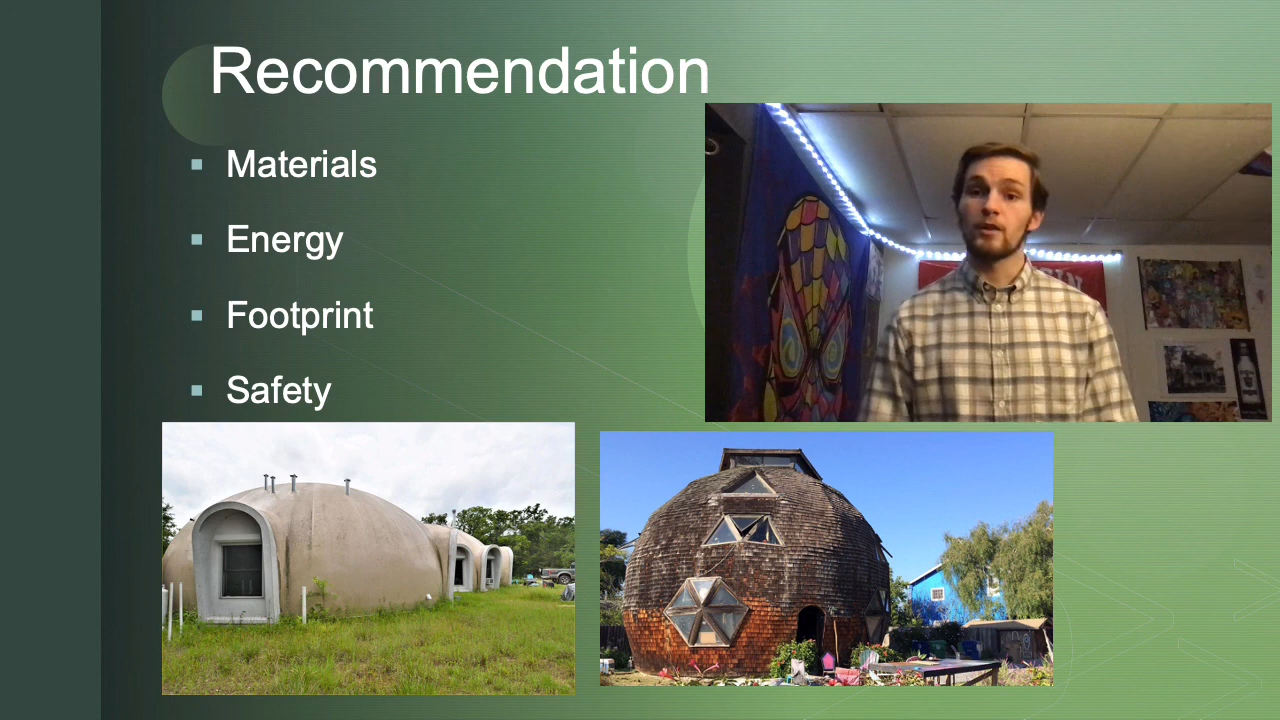 Recommendation
Materials
Energy
Footprint
Safety